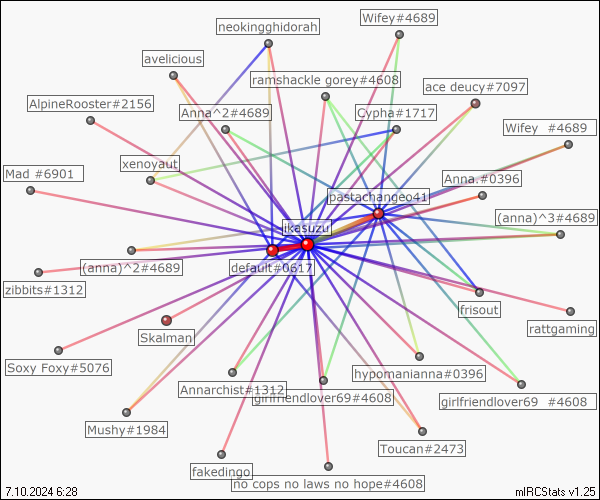 Wifey#4689
neokingghidorah
avelicious
ramshackle gorey#4608
ace deucy#7097
AlpineRooster#2156
Anna^2#4689
Cypha#1717
Wifey  #4689
xenoyaut
Mad #6901
Anna.#0396
pastachangeo41
(anna)^3#4689
ikasuzu
(anna)^2#4689
default#0617
zibbits#1312
frisout
rattgaming
Skalman
Soxy Foxy#5076
hypomanianna#0396
Annarchist#1312
girlfriendlover69#4608
girlfriendlover69  #4608
Mushy#1984
Toucan#2473
fakedingo
no cops no laws no hope#4608
7.10.2024 6:28
mIRCStats v1.25